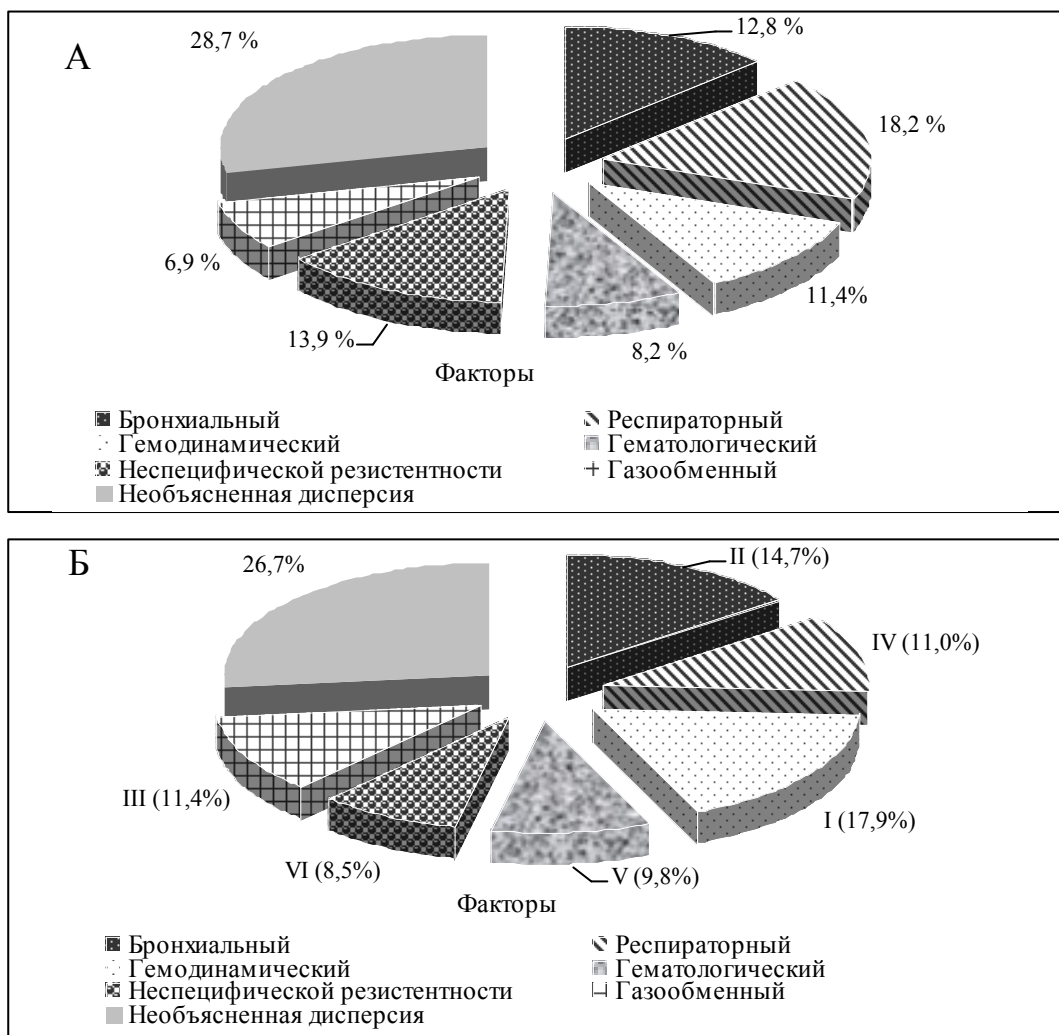 А
28,7 %
12,8 %
18,2 %
11,4%
8,2 %
13,9 %
6,9 %
Факторы
Бронхиальный
Респираторный
Гемодинамический
Гематологический
Неспецифической резистентности
Газообменный
Необъясненная дисперсия
Б
26,7%
II (14,7%)
IV (11,0%)
I (17,9%)
V (9,8%)
VI (8,5%)
III (11,4%)
Факторы
Бронхиальный
Респираторный
Гемодинамический
Гематологический
Неспецифической резистентности
Газообменный
Необъясненная дисперсия